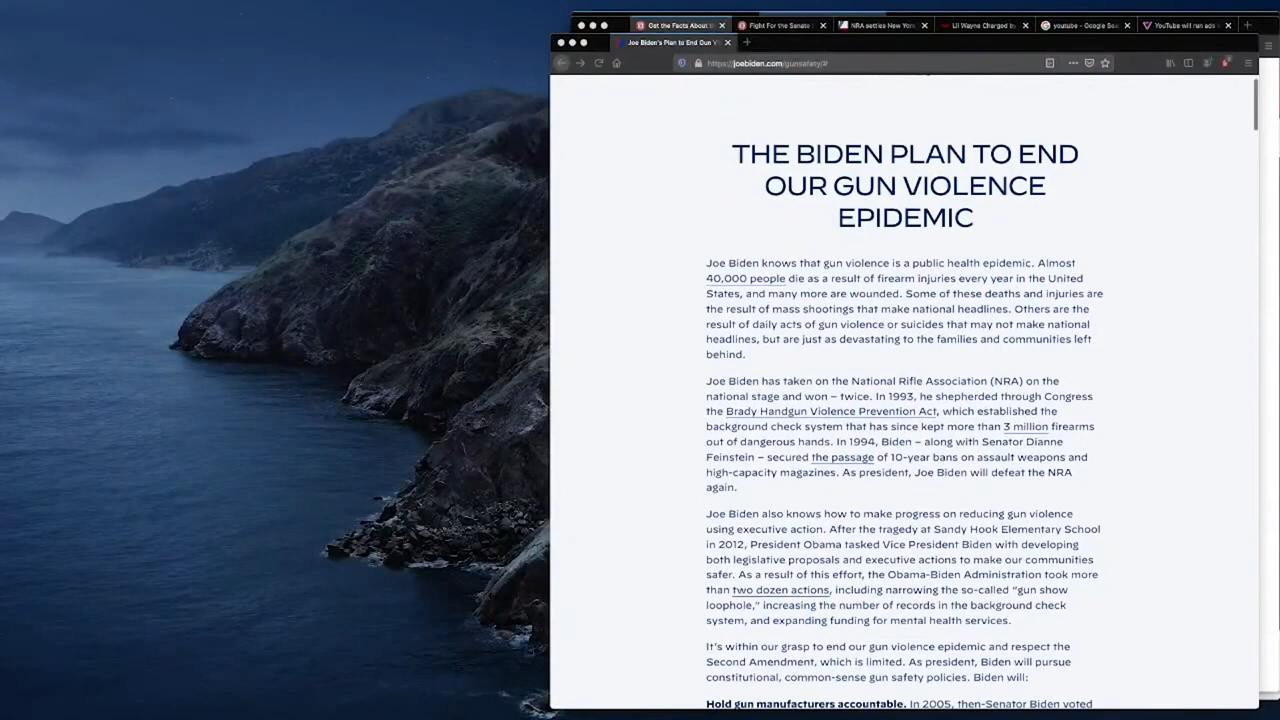 Get the Facts About t
Fight For the Senate
NRA settles New York
Lil Wayne Charged by
youtube - Google Sea
YouTube will run ads
Joe Biden's Plan to End Gun Vi
https://joebiden.com/gunsafety/#
THE BIDEN PLAN TO END
OUR GUN VIOLENCE
EPIDEMIC
Joe Biden knows that gun violence is a public health epidemic. Almost
40,000 people die as a result of firearm injuries every year in the United
States, and many more are wounded. Some of these deaths and injuries are
the result of mass shootings that make national headlines. Others are the
result of daily acts of gun violence or suicides that may not make national
headlines, but are just as devastating to the families and communities left
behind.
Joe Biden has taken on the National Rifle Association (NRA) on the
national stage and won – twice. In 1993, he shepherded through Congress
the Brady Handgun Violence Prevention Act, which established the
background check system that has since kept more than 3 million firearms
out of dangerous hands. In 1994, Biden – along with Senator Dianne
Feinstein – secured the passage of 10-year bans on assault weapons and
high-capacity magazines. As president, Joe Biden will defeat the NRA
again.
Joe Biden also knows how to make progress on reducing gun violence
using executive action. After the tragedy at Sandy Hook Elementary School
in 2012, President Obama tasked Vice President Biden with developing
both legislative proposals and executive actions to make our communities
safer. As a result of this effort, the Obama-Biden Administration took more
than two dozen actions, including narrowing the so-called “gun show
loophole,” increasing the number of records in the background check
system, and expanding funding for mental health services.
It’s within our grasp to end our gun violence epidemic and respect the
Second Amendment, which is limited. As president, Biden will pursue
constitutional, common-sense gun safety policies. Biden will:
Hold gun manufacturers accountable. In 2005, then-Senator Biden voted